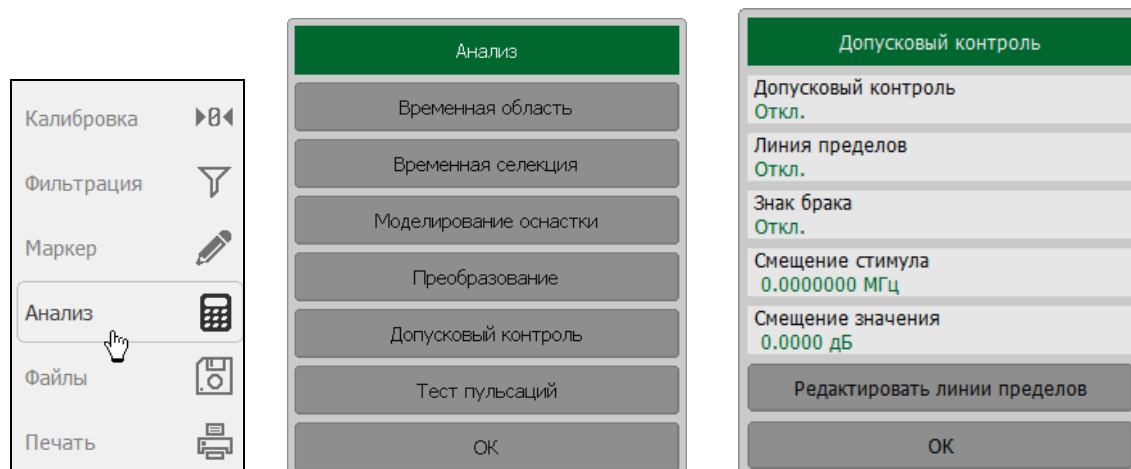 Калибровка
Фильтрация
Маркер
Анализ
Файлы
Печать
Анализ
Временная область
Временная селекция
Моделирование оснастки
Преобразование
Допусковый контроль
Тест пульсаций
ОК
Допусковый контроль
Допусковый контроль
Откл.
Линия пределов
Откл.
Знак брака
Откл.
Смещение стимула
0.0000000 МГц
Смещение значения
0.0000 дБ
Редактировать линии пределов
ОК